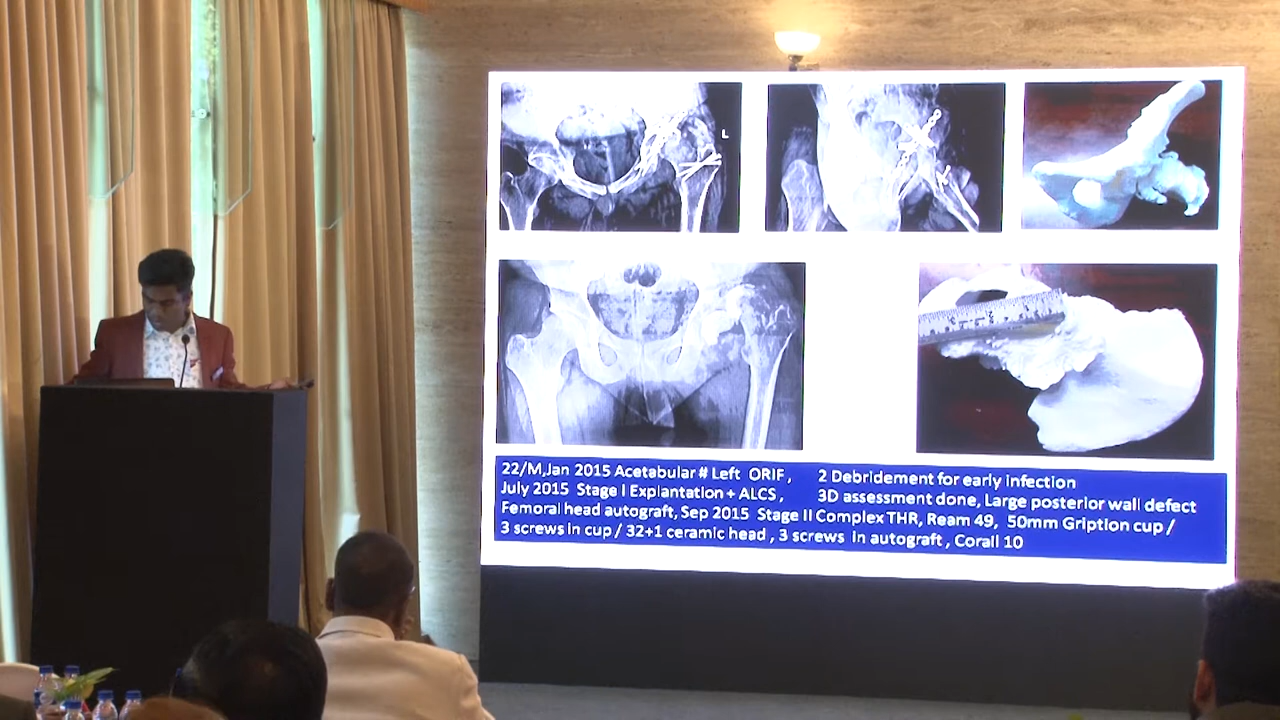 L
22/M,Jan 2015 Acetabular # Left ORIF, 2 Debridement for early infection
July 2015 Stage I Explantation + ALCS, 3D assessment done, Large posterior wall defect
Femoral head autograft, Sep 2015 Stage II Complex THR, Ream 49, 50mm Gription cup /
3 screws in cup / 32+1 ceramic head, 3 screws in autograft, Corall 10